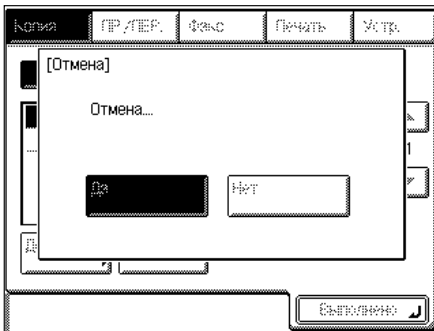 Копия ПР/ПЕР. Факс Печать Устр.
[Отмена]
Отмена....
Да Нет
1
Выполнено